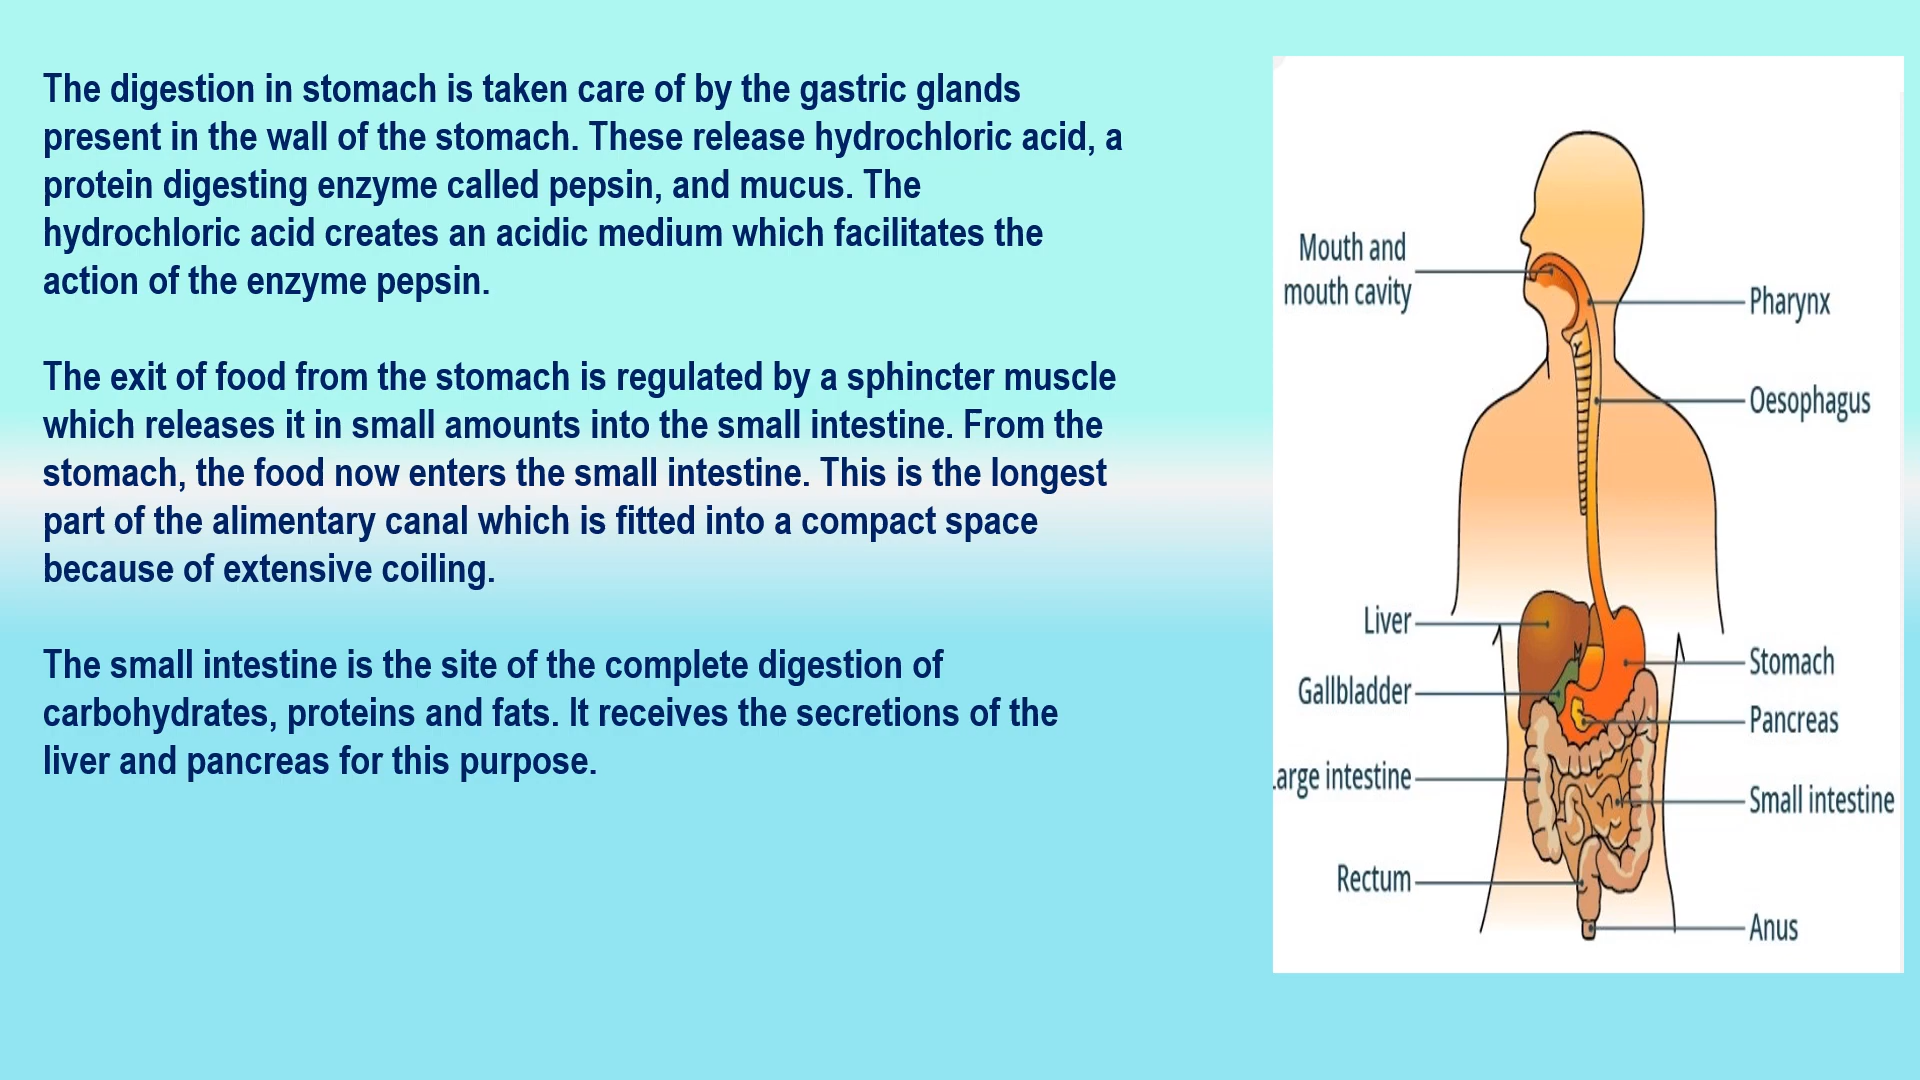 The digestion in stomach is taken care of by the gastric glands
present in the wall of the stomach. These release hydrochloric acid, a
protein digesting enzyme called pepsin, and mucus. The
hydrochloric acid creates an acidic medium which facilitates the
action of the enzyme pepsin.
The exit of food from the stomach is regulated by a sphincter muscle
which releases it in small amounts into the small intestine. From the
stomach, the food now enters the small intestine. This is the longest
part of the alimentary canal which is fitted into a compact space
because of extensive coiling.
The small intestine is the site of the complete digestion of
carbohydrates, proteins and fats. It receives the secretions of the
liver and pancreas for this purpose.
Mouth and
mouth cavity
Pharynx
Oesophagus
Liver
Stomach
Gallbladder
Pancreas
Large intestine
Small intestine
Rectum
Anus